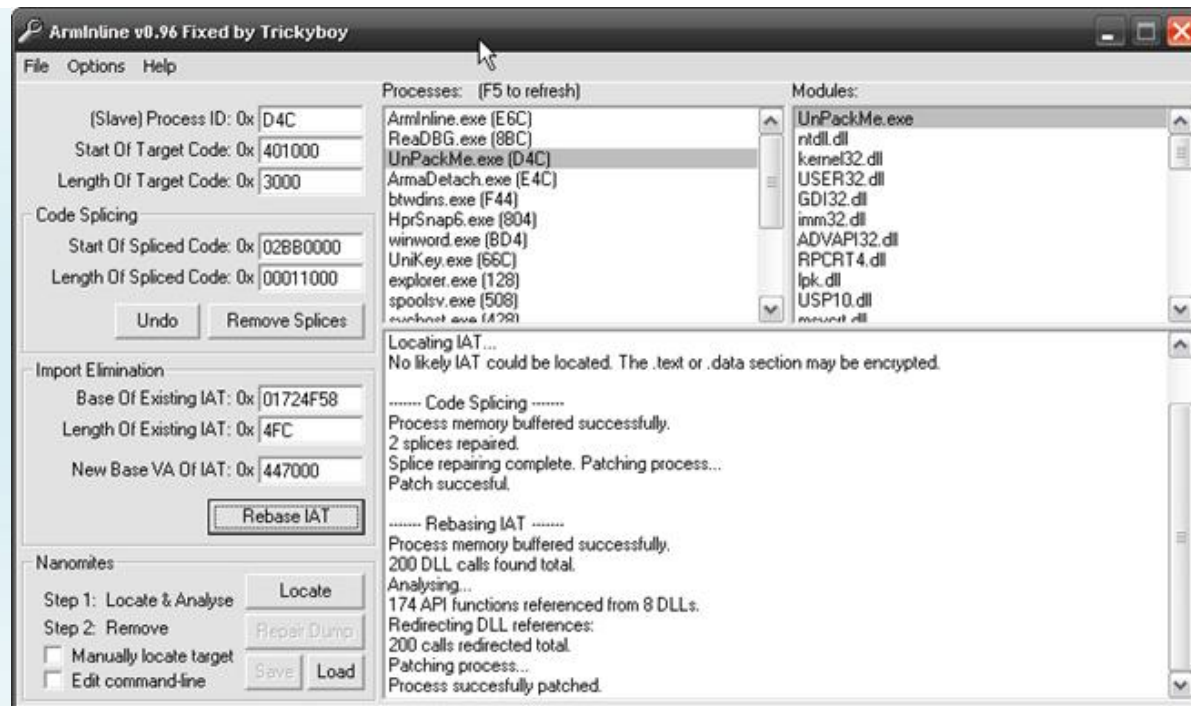 ArmInline v0.96 Fixed by Trickyboy
File Options Help
(Slave) Process ID: 0x D4C
Start Of Target Code: 0x 401000
Length Of Target Code: 0x 3000
Code Splicing
Start Of Spliced Code: 0x 02BB0000
Length Of Spliced Code: 0x 00011000
Undo Remove Splices
Import Elimination
Base Of Existing IAT: 0x 01724F58
Length Of Existing IAT: 0x 4FC
New Base VA Of IAT: 0x 447000
Rebase IAT
Nanomites
Step 1: Locate & Analyse Locate
Step 2: Remove Repair Dump
Manually locate target
Edit command-line
Save Load
Processes: (F5 to refresh)
ArmInline.exe (E6C)
ReaDBG.exe (8BC)
UnPackMe.exe (D4C)
ArmaDetach.exe (E4C)
btwdins.exe (F44)
HprSnap6.exe (804)
winword.exe (BD4)
UniKey.exe (66C)
explorer.exe (128)
spoolsv.exe (508)
svchost.exe (428)
Modules:
UnPackMe.exe
ntdll.dll
kernel32.dll
USER32.dll
GDI32.dll
imm32.dll
ADVAPI32.dll
RPCRT4.dll
lpk.dll
USP10.dll
msvcrt.dll
Locating IAT...
No likely IAT could be located. The .text or .data section may be encrypted.
------- Code Splicing -------
Process memory buffered successfully.
2 splices repaired.
Splice repairing complete. Patching process...
Patch succesful.
------- Rebasing IAT -------
Process memory buffered successfully.
200 DLL calls found total.
Analysing...
174 API functions referenced from 8 DLLs.
Redirecting DLL references:
200 calls redirected total.
Patching process...
Process succesfully patched.